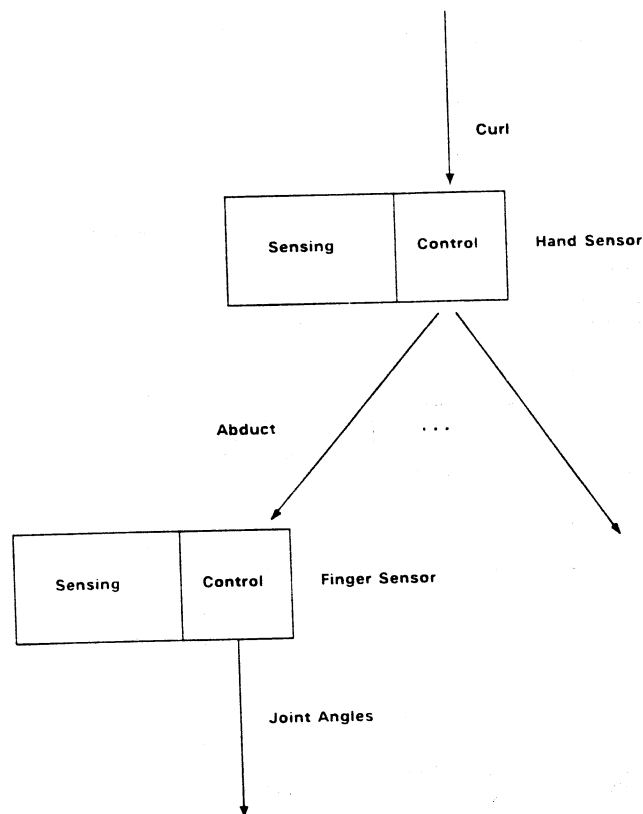 Curl
Sensing Control Hand Sensor
Abduct ...
Sensing Control Finger Sensor
Joint Angles